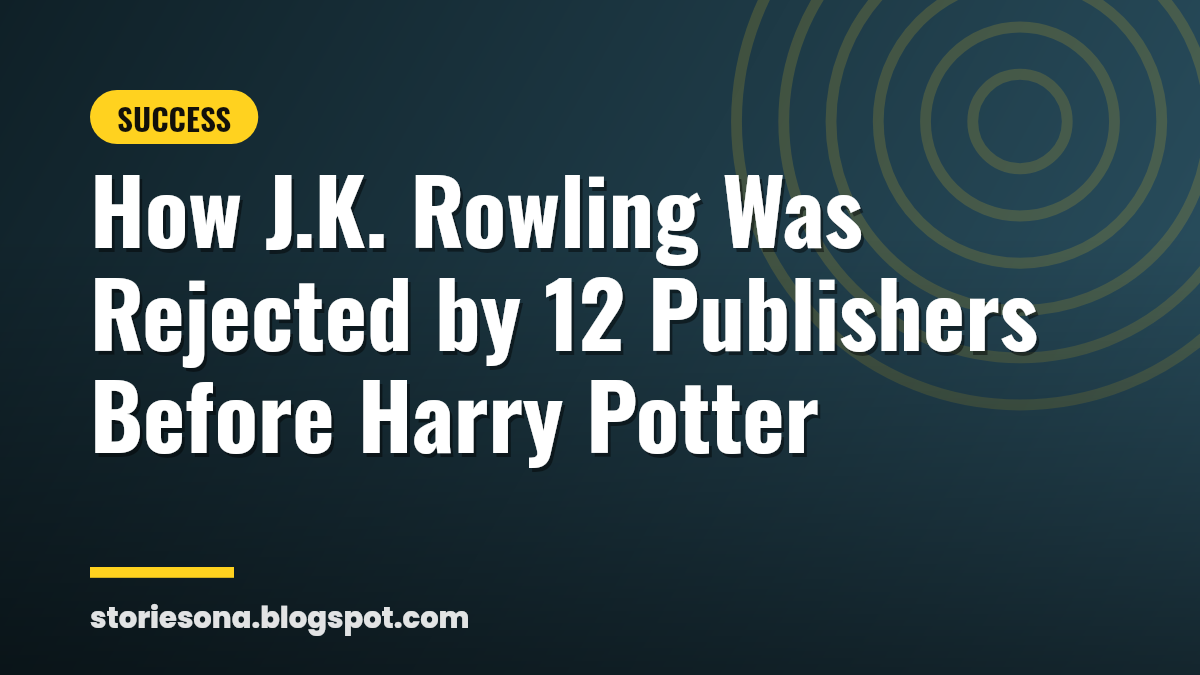 SUCCESS
How J.K. Rowling Was
Rejected by 12 Publishers
Before Harry Potter
storiesona.blogspot.com